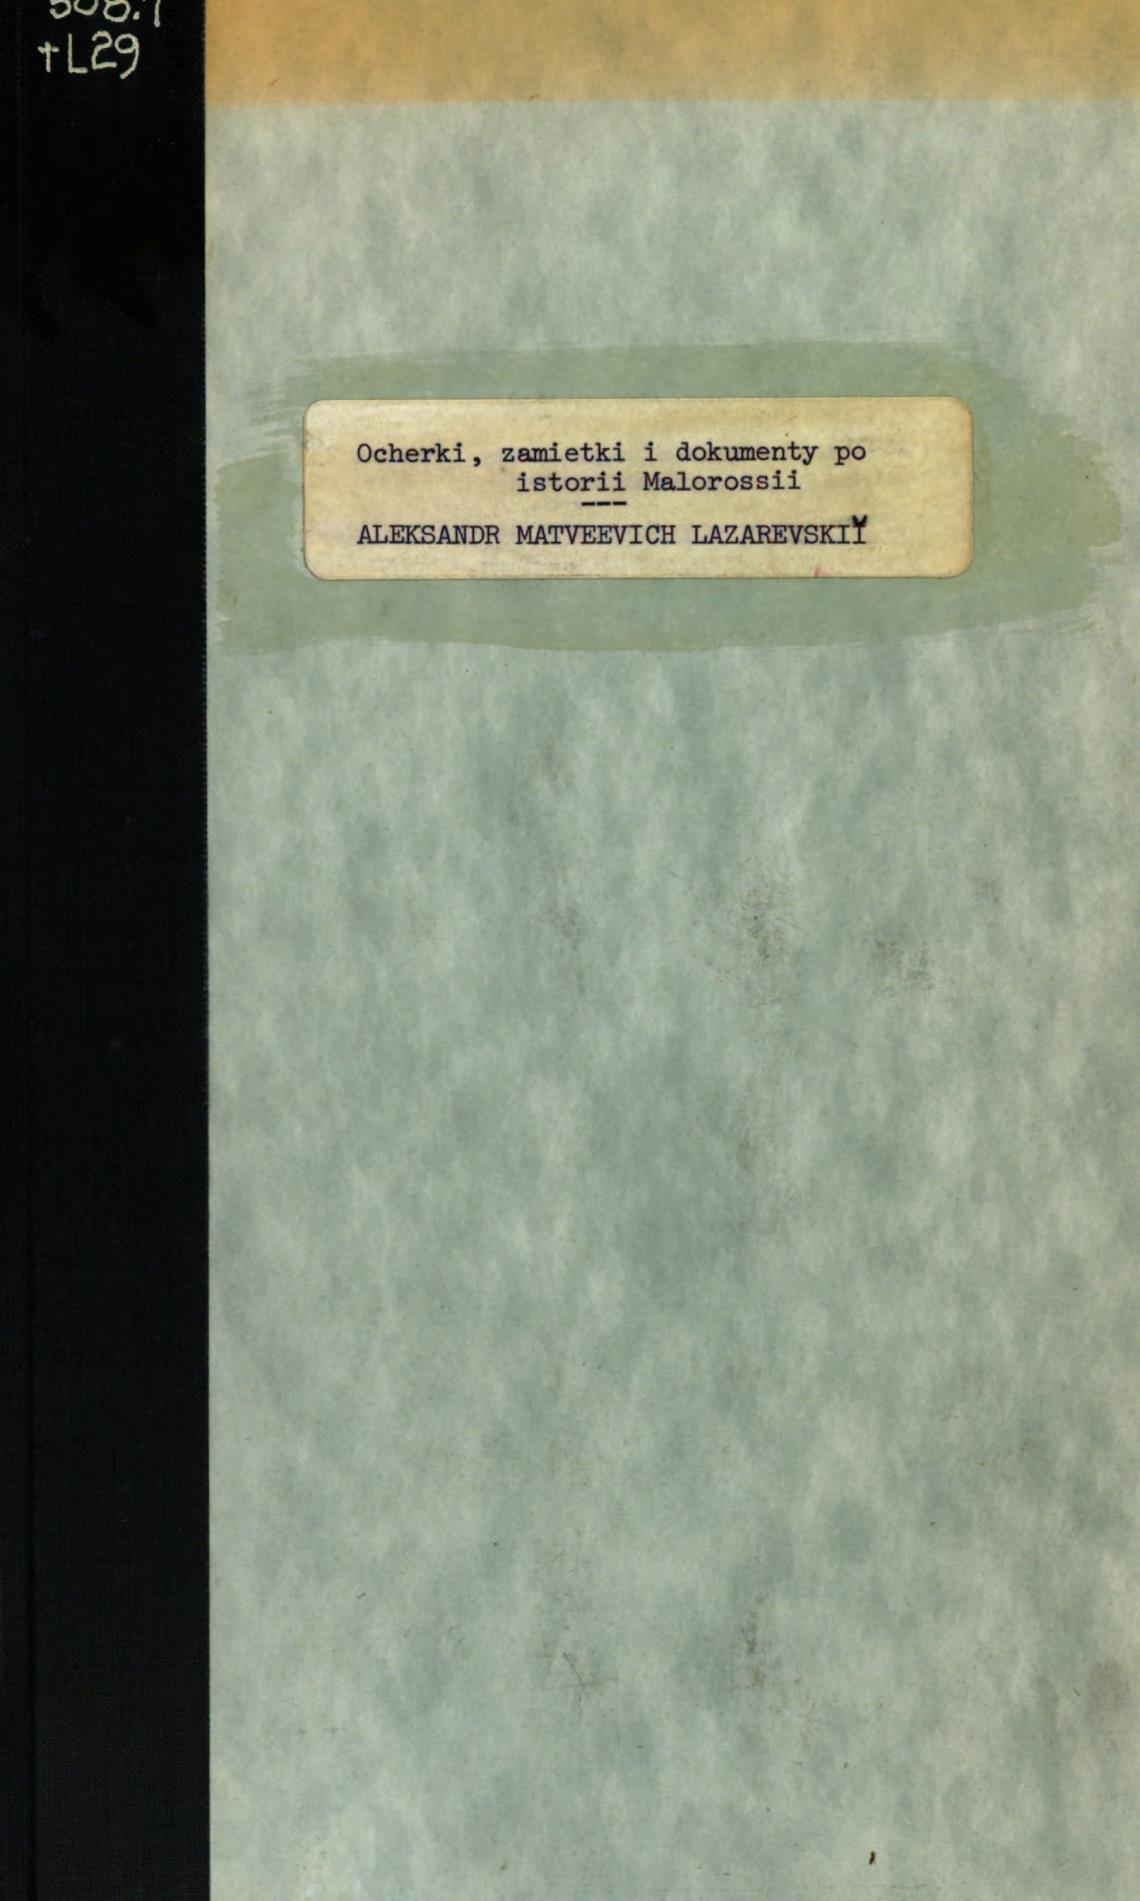 †L29
Ocherki, zamietki i dokumenty po
istorii Malorossii
ALEKSANDR MATVEEVICH LAZAREVSKIĬ